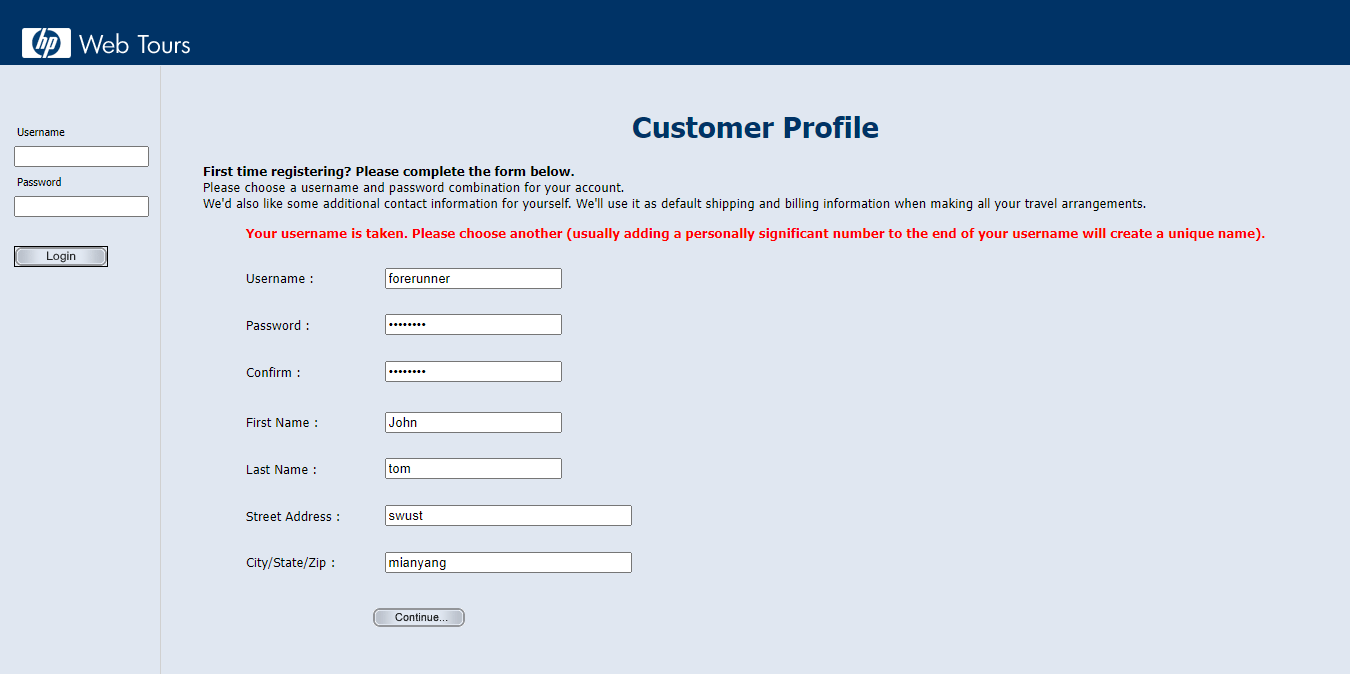 hp Web Tours
Username
Password
Login
Customer Profile
First time registering? Please complete the form below.
Please choose a username and password combination for your account.
We'd also like some additional contact information for yourself. We'll use it as default shipping and billing information when making all your travel arrangements.
Your username is taken. Please choose another (usually adding a personally significant number to the end of your username will create a unique name).
Username : forerunner
Password : ••••••••
Confirm : ••••••••
First Name : John
Last Name : tom
Street Address : swust
City/State/Zip : mianyang
Continue...